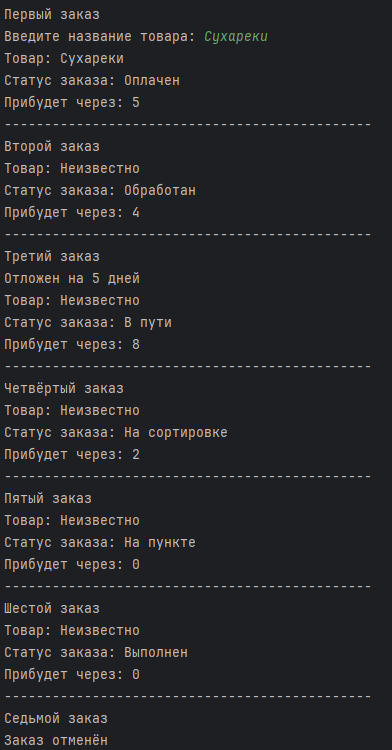 Первый заказ
Введите название товара: Сухареки
Товар: Сухареки
Статус заказа: Оплачен
Прибудет через: 5
----------------------------------------------
Второй заказ
Товар: Неизвестно
Статус заказа: Обработан
Прибудет через: 4
----------------------------------------------
Третий заказ
Отложен на 5 дней
Товар: Неизвестно
Статус заказа: В пути
Прибудет через: 8
----------------------------------------------
Четвёртый заказ
Товар: Неизвестно
Статус заказа: На сортировке
Прибудет через: 2
----------------------------------------------
Пятый заказ
Товар: Неизвестно
Статус заказа: На пункте
Прибудет через: 0
----------------------------------------------
Шестой заказ
Товар: Неизвестно
Статус заказа: Выполнен
Прибудет через: 0
----------------------------------------------
Седьмой заказ
Заказ отменён